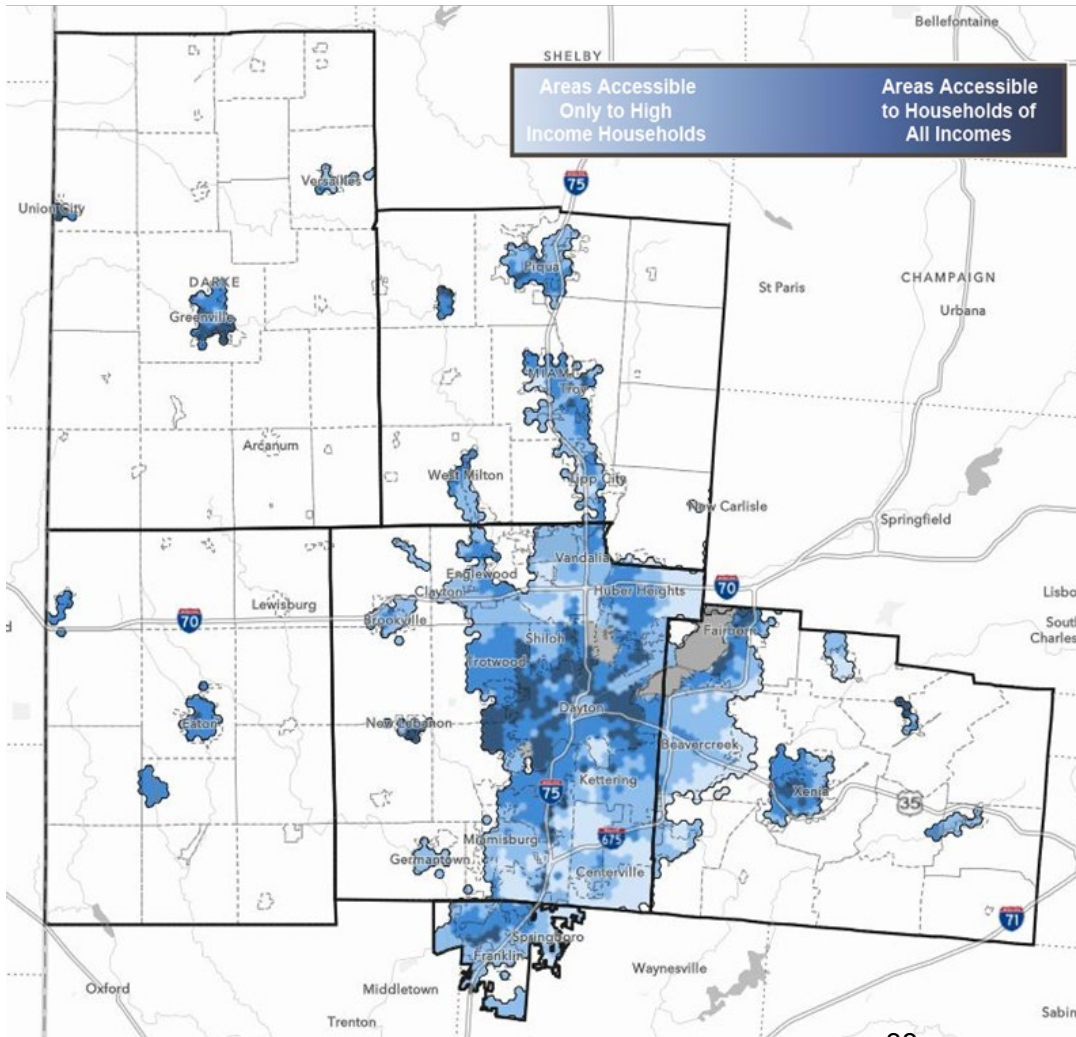 Bellefontaine
SHELBY
Areas Accessible
Only to High
Income Households
Areas Accessible
to Households of
All Incomes
75
Versailles
Union City
DARKE
Greenville
Piqua
St Paris
CHAMPAIGN
Urbana
MIAMI
Troy
Arcanum
West Milton
Tipp City
New Carlisle
Springfield
Vandalia
Englewood
Clayton
Huber Heights
70
Lewisburg
70
Brookville
Fairborn
Shiloh
Trotwood
Eaton
New Lebanon
Dayton
Beavercreek
Kettering
75
Xenia
35
675
Miamisburg
Germantown
Centerville
71
Springboro
Franklin
Waynesville
Oxford
Middletown
Trenton